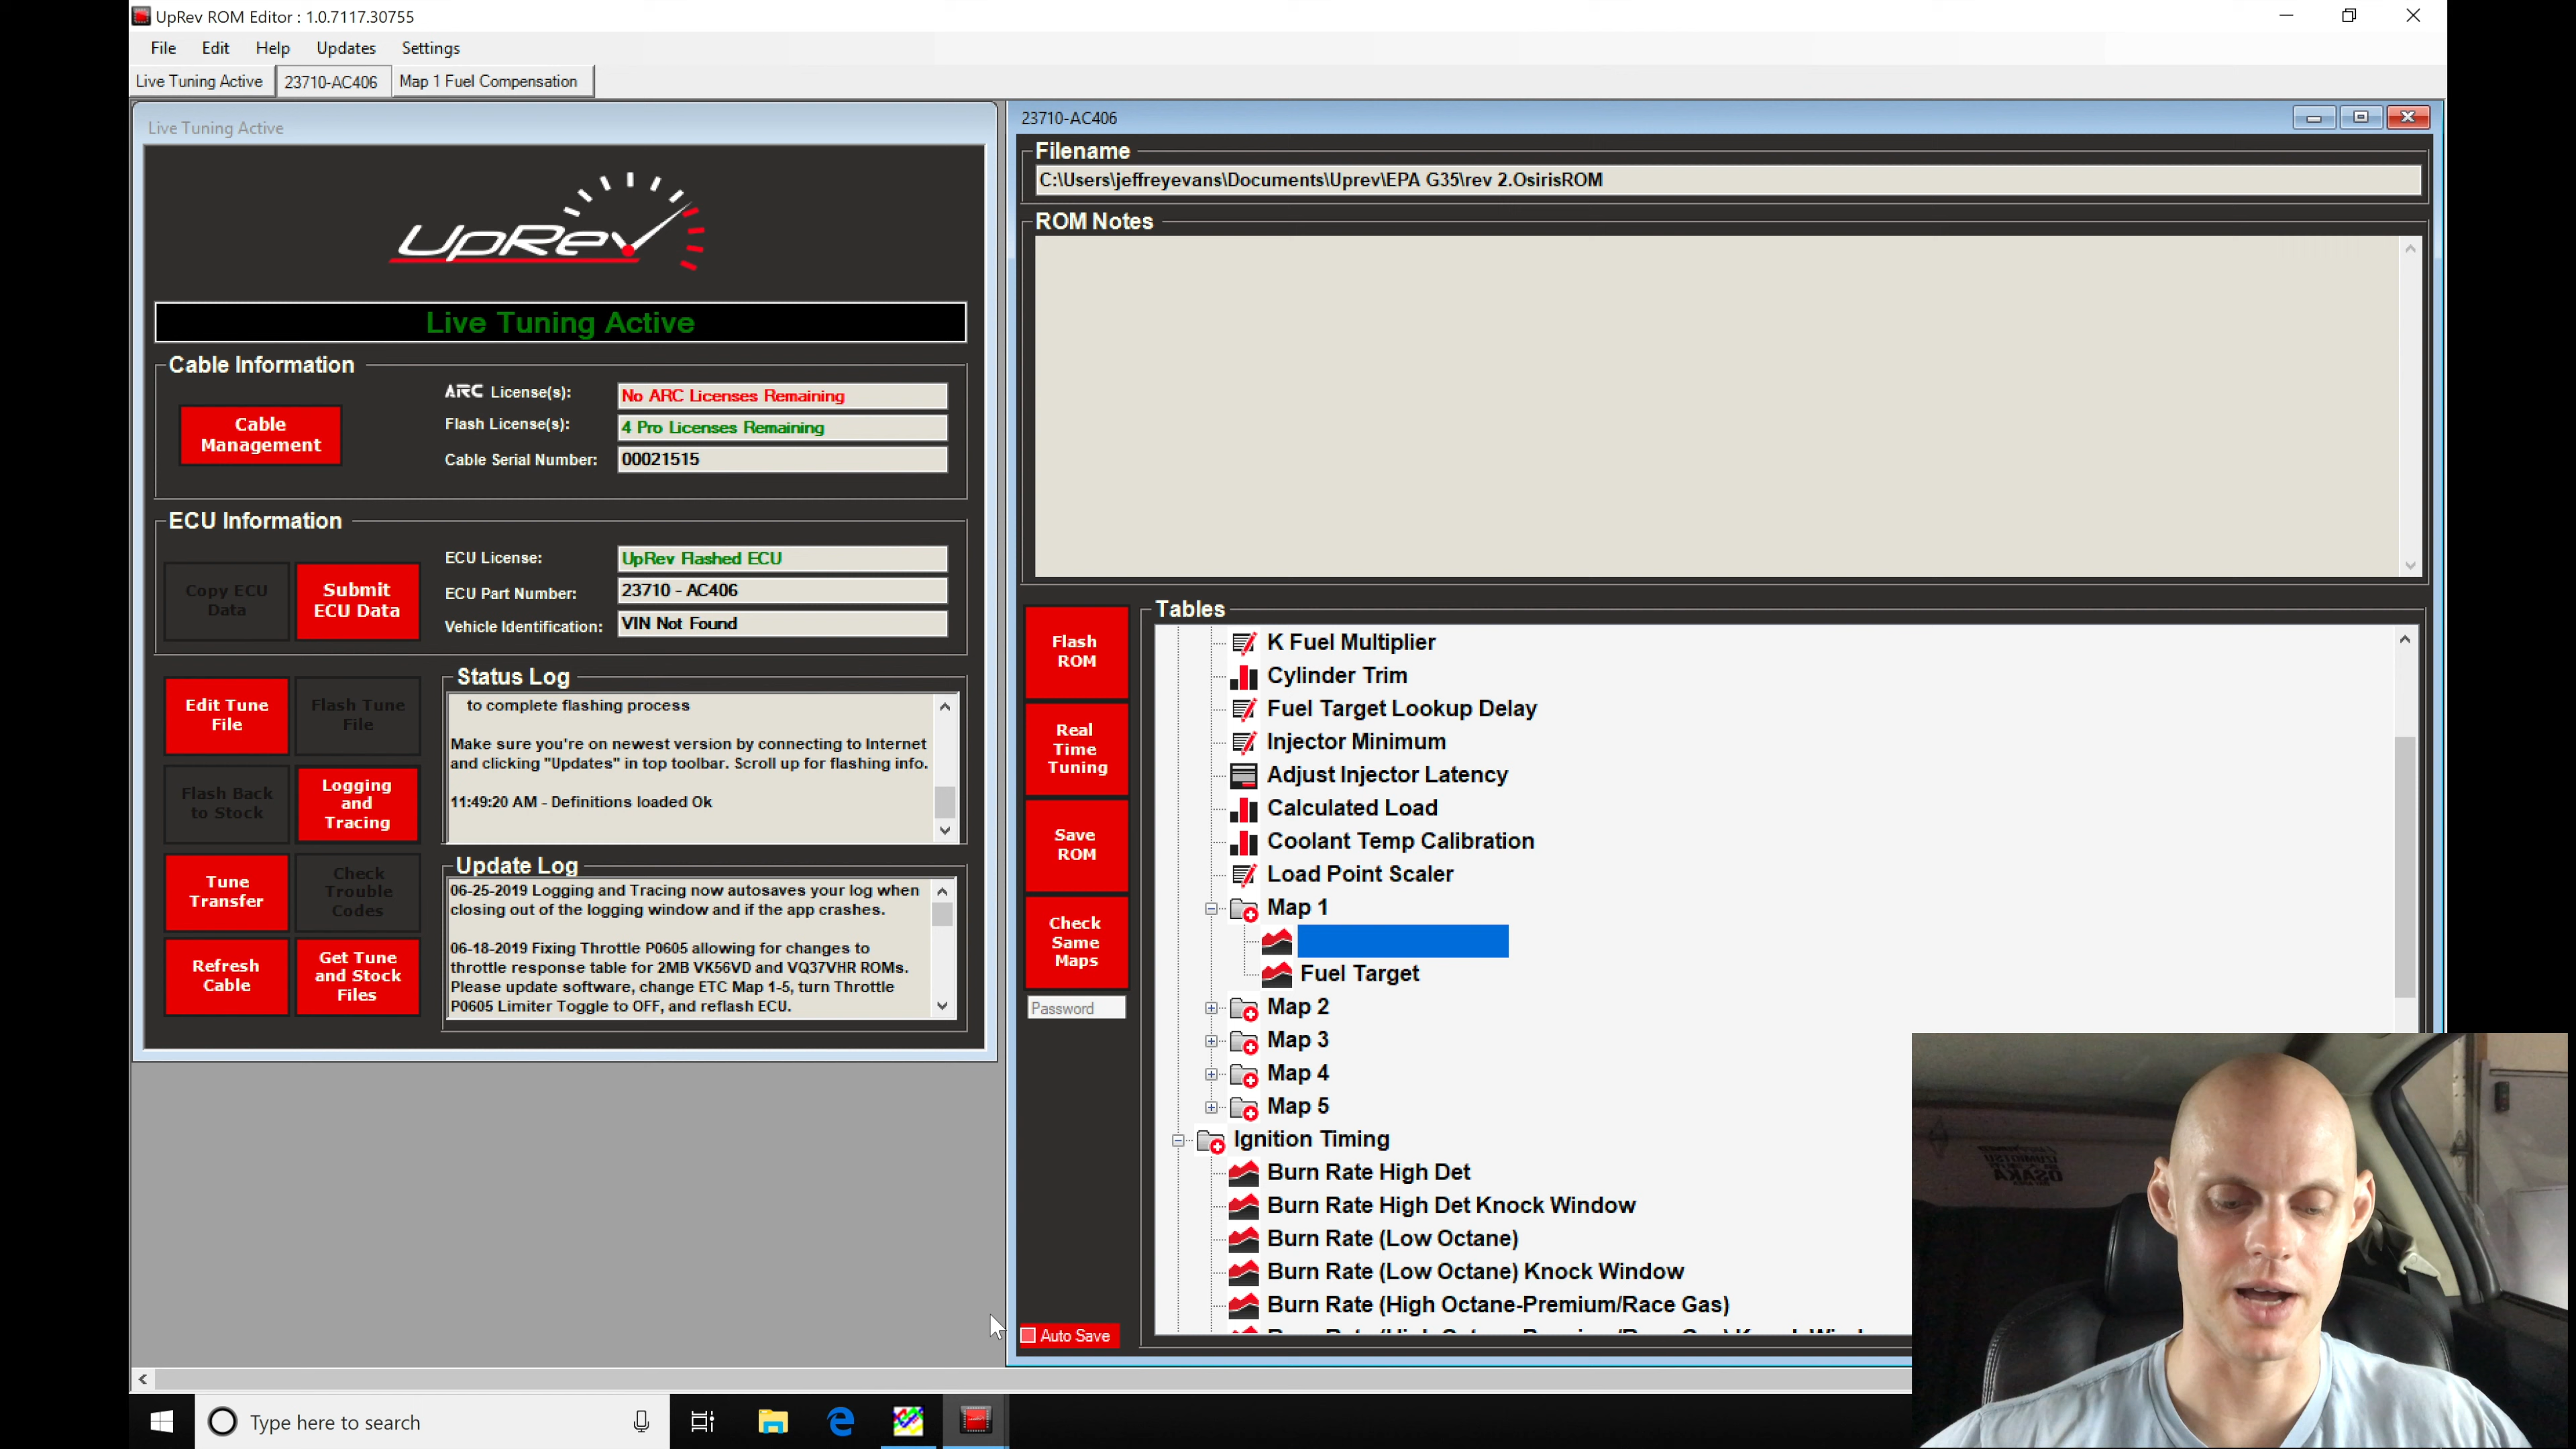 UpRev ROM Editor : 1.0.7117.30755
File Edit Help Updates Settings
Live Tuning Active 23710-AC406 Map 1 Fuel Compensation
Live Tuning Active
UpRev
Live Tuning Active
Cable Information
Cable Management
ARC License(s): No ARC Licenses Remaining
Flash License(s): 4 Pro Licenses Remaining
Cable Serial Number: 00021515
ECU Information
Copy ECU Data
Submit ECU Data
ECU License: UpRev Flashed ECU
ECU Part Number: 23710 - AC406
Vehicle Identification: VIN Not Found
Edit Tune File
Flash Tune File
Flash Back to Stock
Logging and Tracing
Tune Transfer
Check Trouble Codes
Refresh Cable
Get Tune and Stock Files
Status Log
to complete flashing process
Make sure you're on newest version by connecting to Internet
and clicking "Updates" in top toolbar. Scroll up for flashing info.
11:49:20 AM - Definitions loaded Ok
Update Log
06-25-2019 Logging and Tracing now autosaves your log when
closing out of the logging window and if the app crashes.
06-18-2019 Fixing Throttle P0605 allowing for changes to
throttle response table for 2MB VK56VD and VQ37VHR ROMs.
Please update software, change ETC Map 1-5, turn Throttle
P0605 Limiter Toggle to OFF, and reflash ECU.
23710-AC406
Filename
C:\Users\jeffreyevans\Documents\Uprev\EPA G35\rev 2.OsirisROM
ROM Notes
Flash ROM
Real Time Tuning
Save ROM
Check Same Maps
Password
Auto Save
Tables
K Fuel Multiplier
Cylinder Trim
Fuel Target Lookup Delay
Injector Minimum
Adjust Injector Latency
Calculated Load
Coolant Temp Calibration
Load Point Scaler
Map 1
Fuel Target
Map 2
Map 3
Map 4
Map 5
Ignition Timing
Burn Rate High Det
Burn Rate High Det Knock Window
Burn Rate (Low Octane)
Burn Rate (Low Octane) Knock Window
Burn Rate (High Octane-Premium/Race Gas)
Type here to search